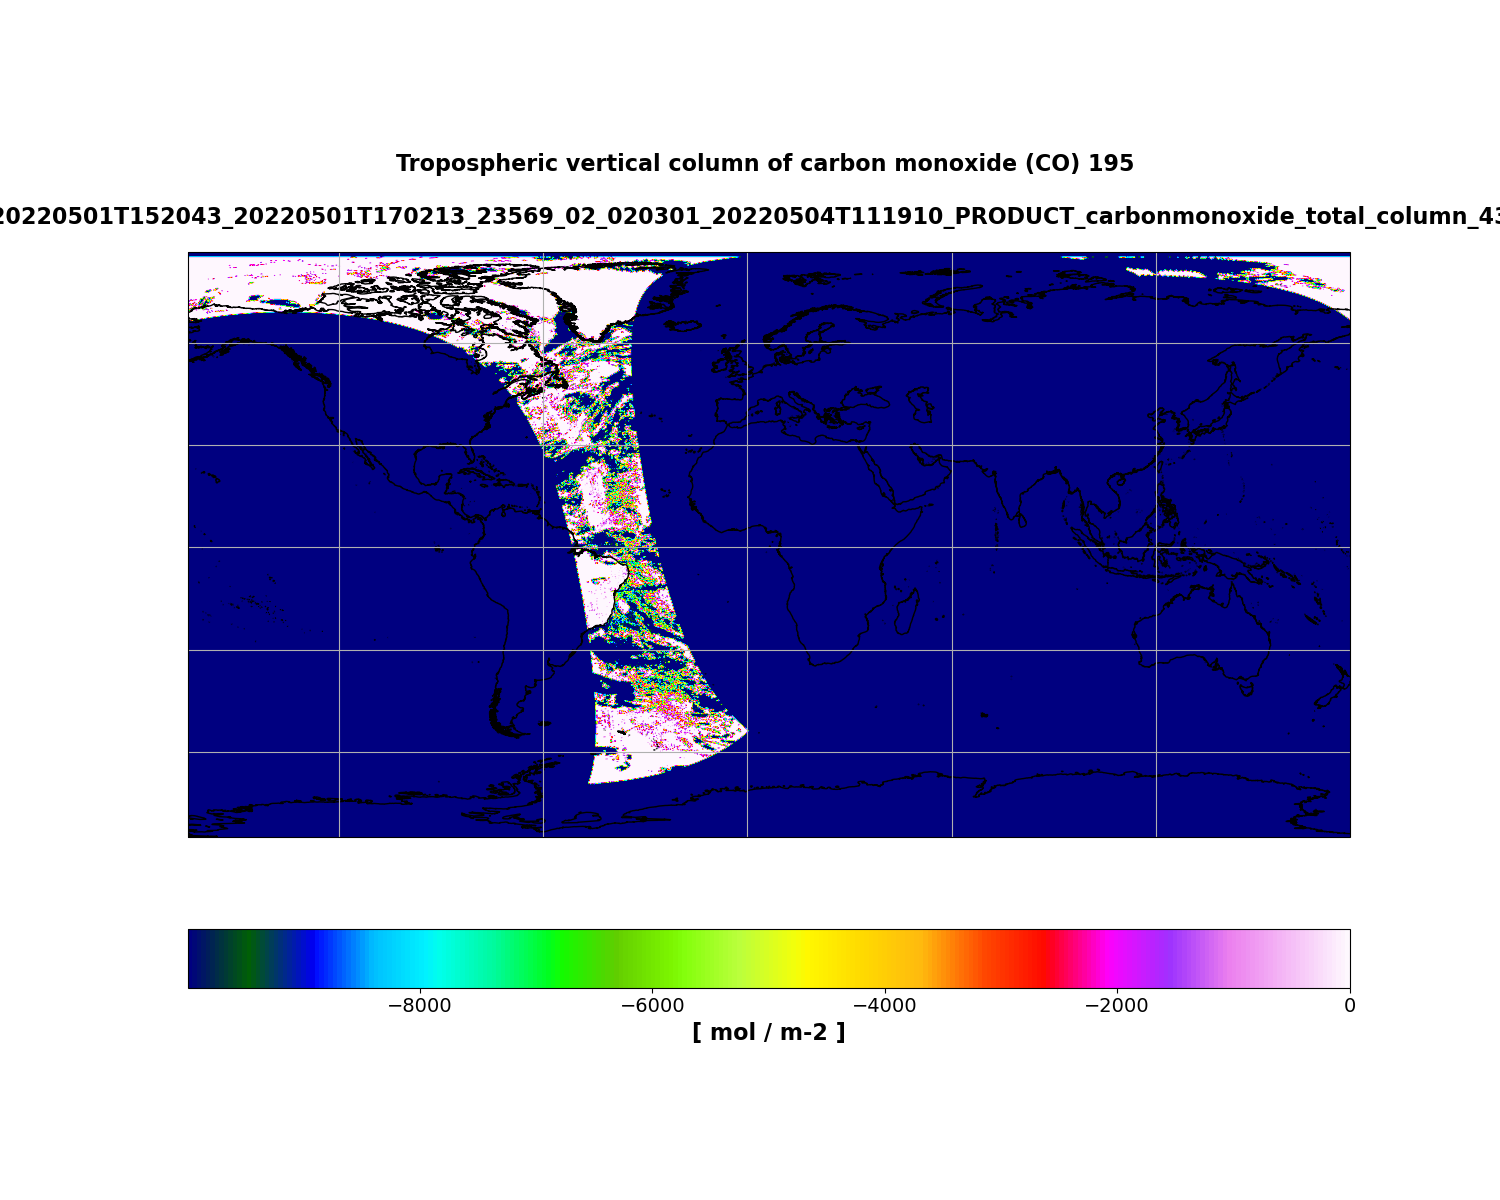 Tropospheric vertical column of carbon monoxide (CO) 195
20220501T152043_20220501T170213_23569_02_020301_20220504T111910_PRODUCT_carbonmonoxide_total_column_43
−8000 −6000 −4000 −2000 0
[ mol / m-2 ]